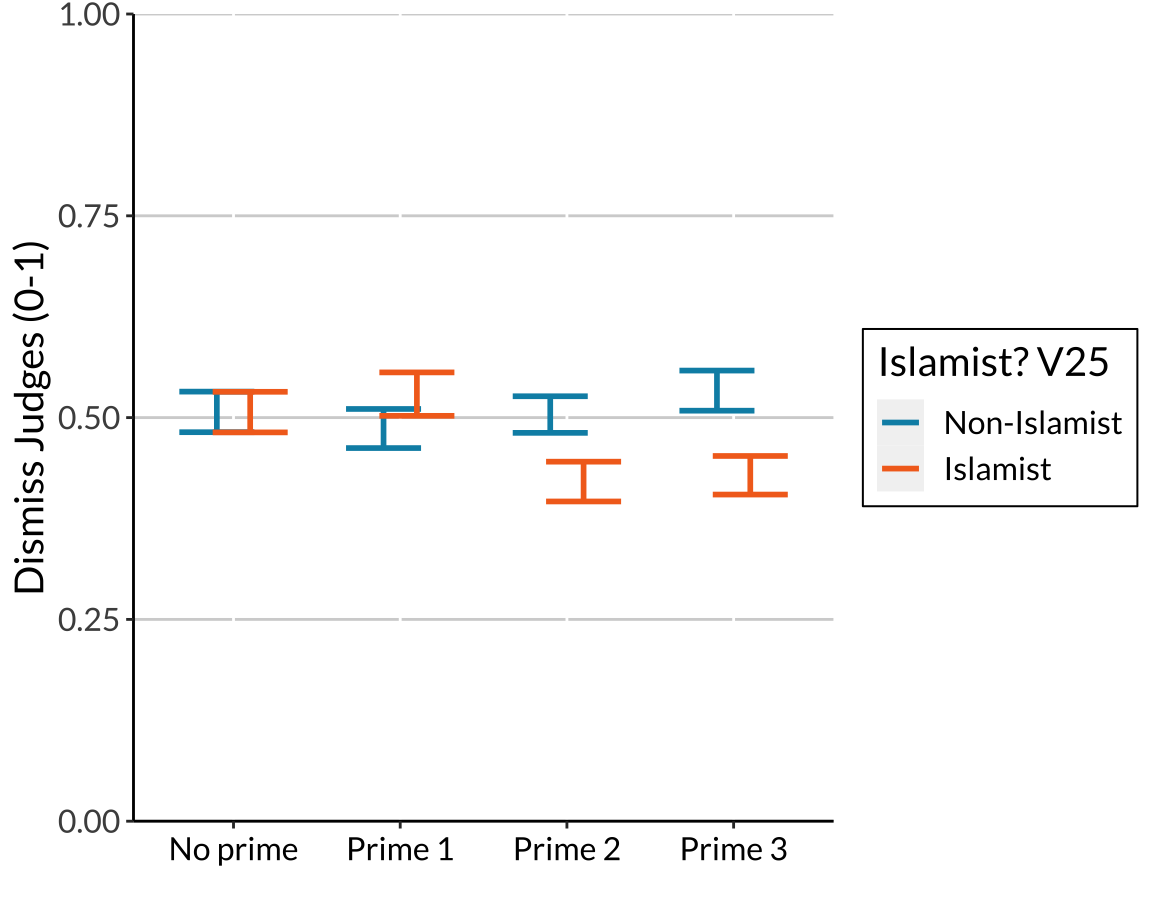 1.00
0.75
0.50
0.25
0.00
Dismiss Judges (0-1)
No prime
Prime 1
Prime 2
Prime 3
Islamist? V25
Non-Islamist
Islamist